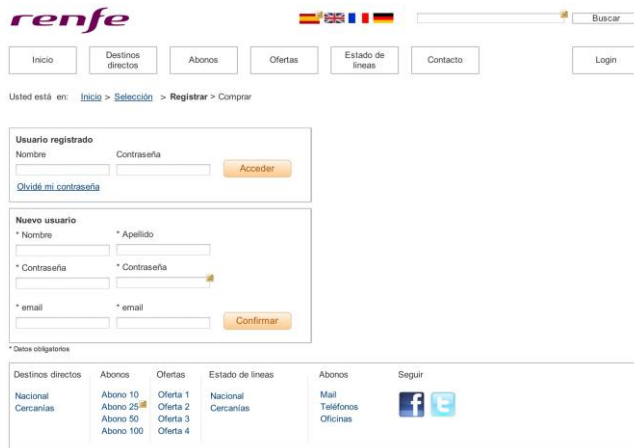 renfe
Buscar
Inicio
Destinos
directos
Abonos
Ofertas
Estado de
lineas
Contacto
Login
Usted está en: Inicio > Selección > Registrar > Comprar
Usuario registrado
Nombre Contraseña
Acceder
Olvidé mi contraseña
Nuevo usuario
* Nombre * Apellido
* Contraseña * Contraseña
* email * email
Confirmar
* Datos obligatorios
Destinos directos Abonos Ofertas Estado de lineas Abonos Seguir
Nacional Abono 10 Oferta 1 Nacional Mail
Cercanías Abono 25 Oferta 2 Cercanías Teléfonos
Abono 50 Oferta 3 Oficinas
Abono 100 Oferta 4